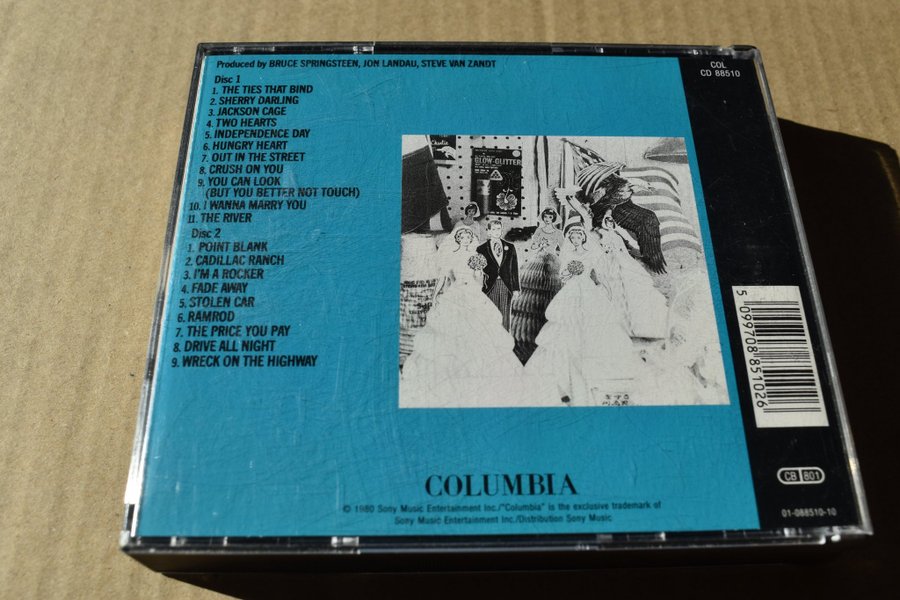 Produced by BRUCE SPRINGSTEEN, JON LANDAU, STEVE VAN ZANDT
Disc 1
1. THE TIES THAT BIND
2. SHERRY DARLING
3. JACKSON CAGE
4. TWO HEARTS
5. INDEPENDENCE DAY
6. HUNGRY HEART
7. OUT IN THE STREET
8. CRUSH ON YOU
9. YOU CAN LOOK
(BUT YOU BETTER NOT TOUCH)
10. I WANNA MARRY YOU
11. THE RIVER
Disc 2
1. POINT BLANK
2. CADILLAC RANCH
3. I'M A ROCKER
4. FADE AWAY
5. STOLEN CAR
6. RAMROD
7. THE PRICE YOU PAY
8. DRIVE ALL NIGHT
9. WRECK ON THE HIGHWAY
GLOW-GLITTER
COLUMBIA
© 1980 Sony Music Entertainment Inc./"Columbia" is the exclusive trademark of
Sony Music Entertainment Inc./Distribution Sony Music
COL
CD 88510
5 099708 851026
CB 801
01-088510-10